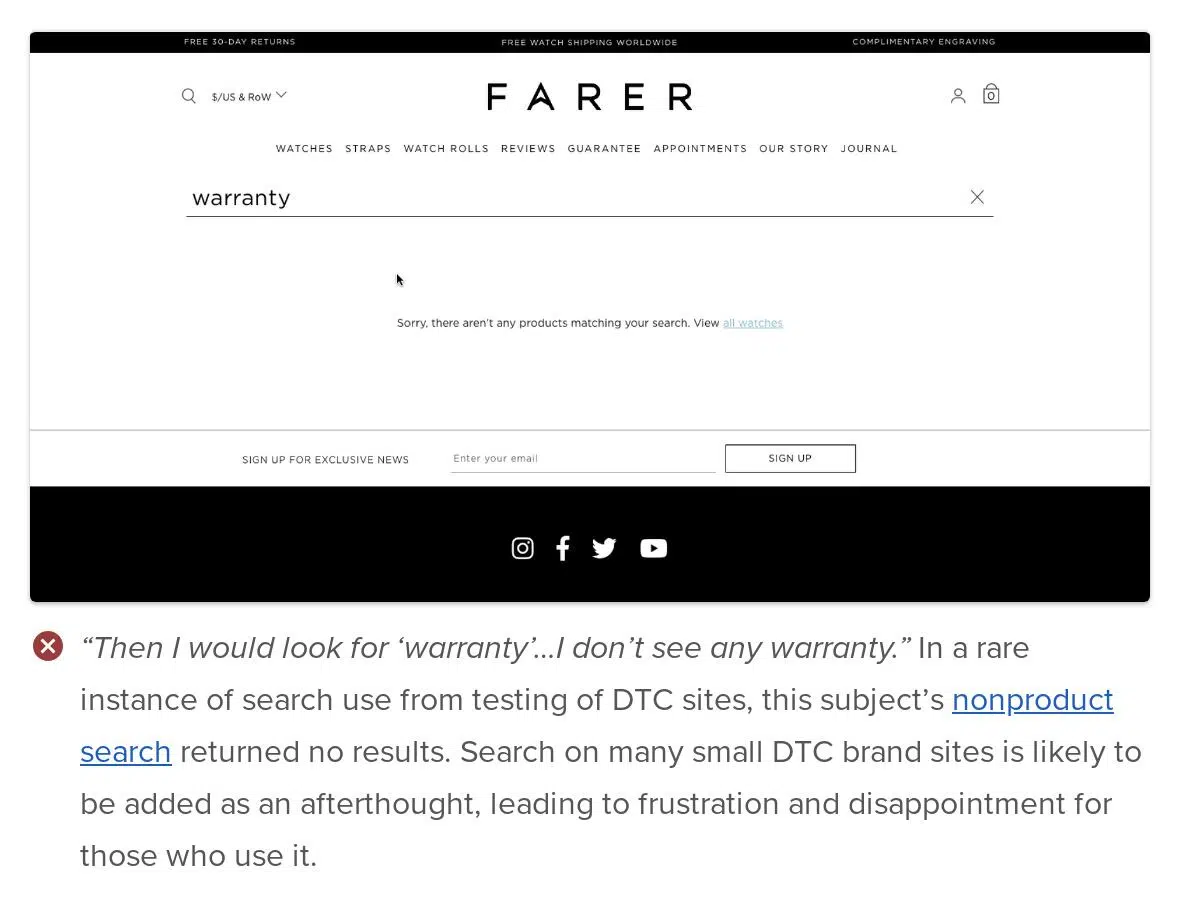 FREE 30-DAY RETURNS FREE WATCH SHIPPING WORLDWIDE COMPLIMENTARY ENGRAVING
$/US & RoW FARER 0
WATCHES STRAPS WATCH ROLLS REVIEWS GUARANTEE APPOINTMENTS OUR STORY JOURNAL
warranty
Sorry, there aren't any products matching your search. View all watches
SIGN UP FOR EXCLUSIVE NEWS Enter your email SIGN UP
“Then I would look for ‘warranty’…I don’t see any warranty.” In a rare
instance of search use from testing of DTC sites, this subject’s nonproduct
search returned no results. Search on many small DTC brand sites is likely to
be added as an afterthought, leading to frustration and disappointment for
those who use it.